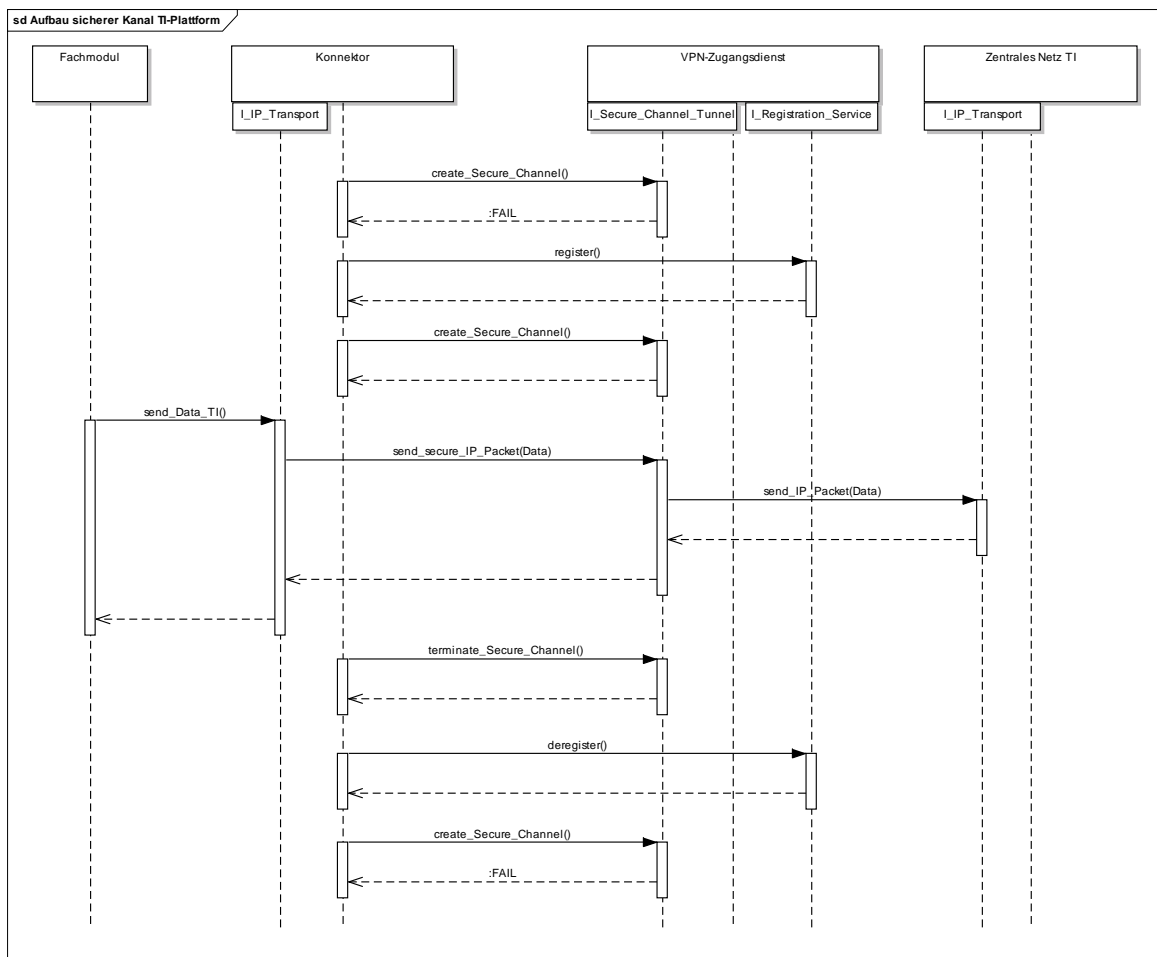 sd Aufbau sicherer Kanal TI-Plattform
Fachmodul
Konnektor
VPN-Zugangsdienst
Zentrales Netz TI
I_IP_Transport
I_Secure_Channel_Tunnel
I_Registration_Service
I_IP_Transport
create_Secure_Channel()
:FAIL
register()
create_Secure_Channel()
send_Data_TI()
send_secure_IP_Packet(Data)
send_IP_Packet(Data)
terminate_Secure_Channel()
deregister()
create_Secure_Channel()
:FAIL